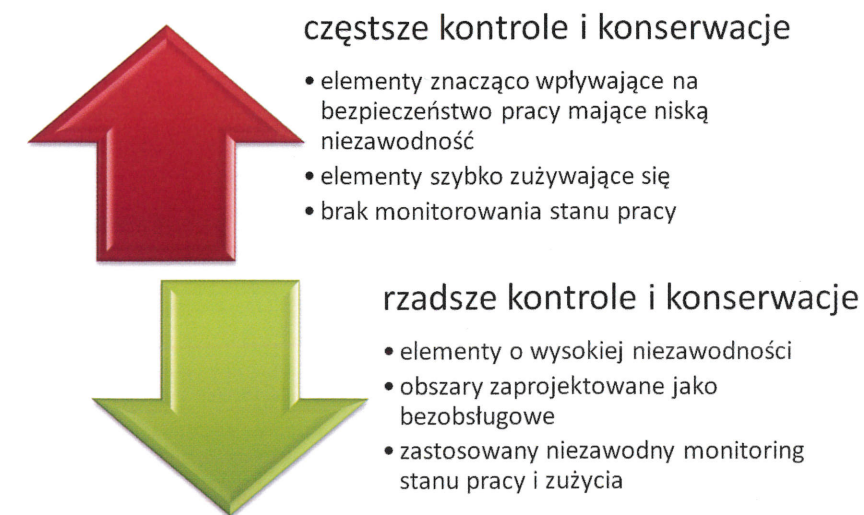 częstsze kontrole i konserwacje
• elementy znacząco wpływające na
bezpieczeństwo pracy mające niską
niezawodność
• elementy szybko zużywające się
• brak monitorowania stanu pracy
rzadsze kontrole i konserwacje
• elementy o wysokiej niezawodności
• obszary zaprojektowane jako
bezobsługowe
• zastosowany niezawodny monitoring
stanu pracy i zużycia